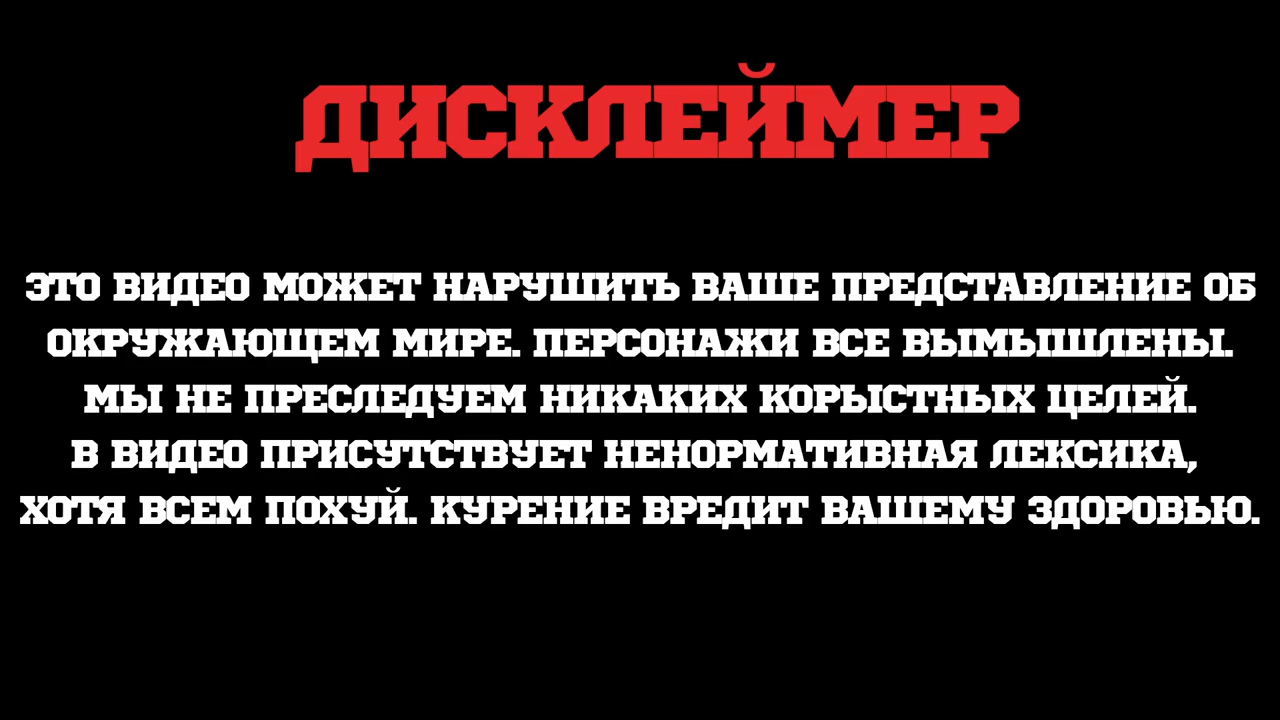 ДИСКЛЕЙМЕР
ЭТО ВИДЕО МОЖЕТ НАРУШИТЬ ВАШЕ ПРЕДСТАВЛЕНИЕ ОБ
ОКРУЖАЮЩЕМ МИРЕ. ПЕРСОНАЖИ ВСЕ ВЫМЫШЛЕНЫ.
МЫ НЕ ПРЕСЛЕДУЕМ НИКАКИХ КОРЫСТНЫХ ЦЕЛЕЙ.
В ВИДЕО ПРИСУТСТВУЕТ НЕНОРМАТИВНАЯ ЛЕКСИКА,
ХОТЯ ВСЕМ ПОХУЙ. КУРЕНИЕ ВРЕДИТ ВАШЕМУ ЗДОРОВЬЮ.